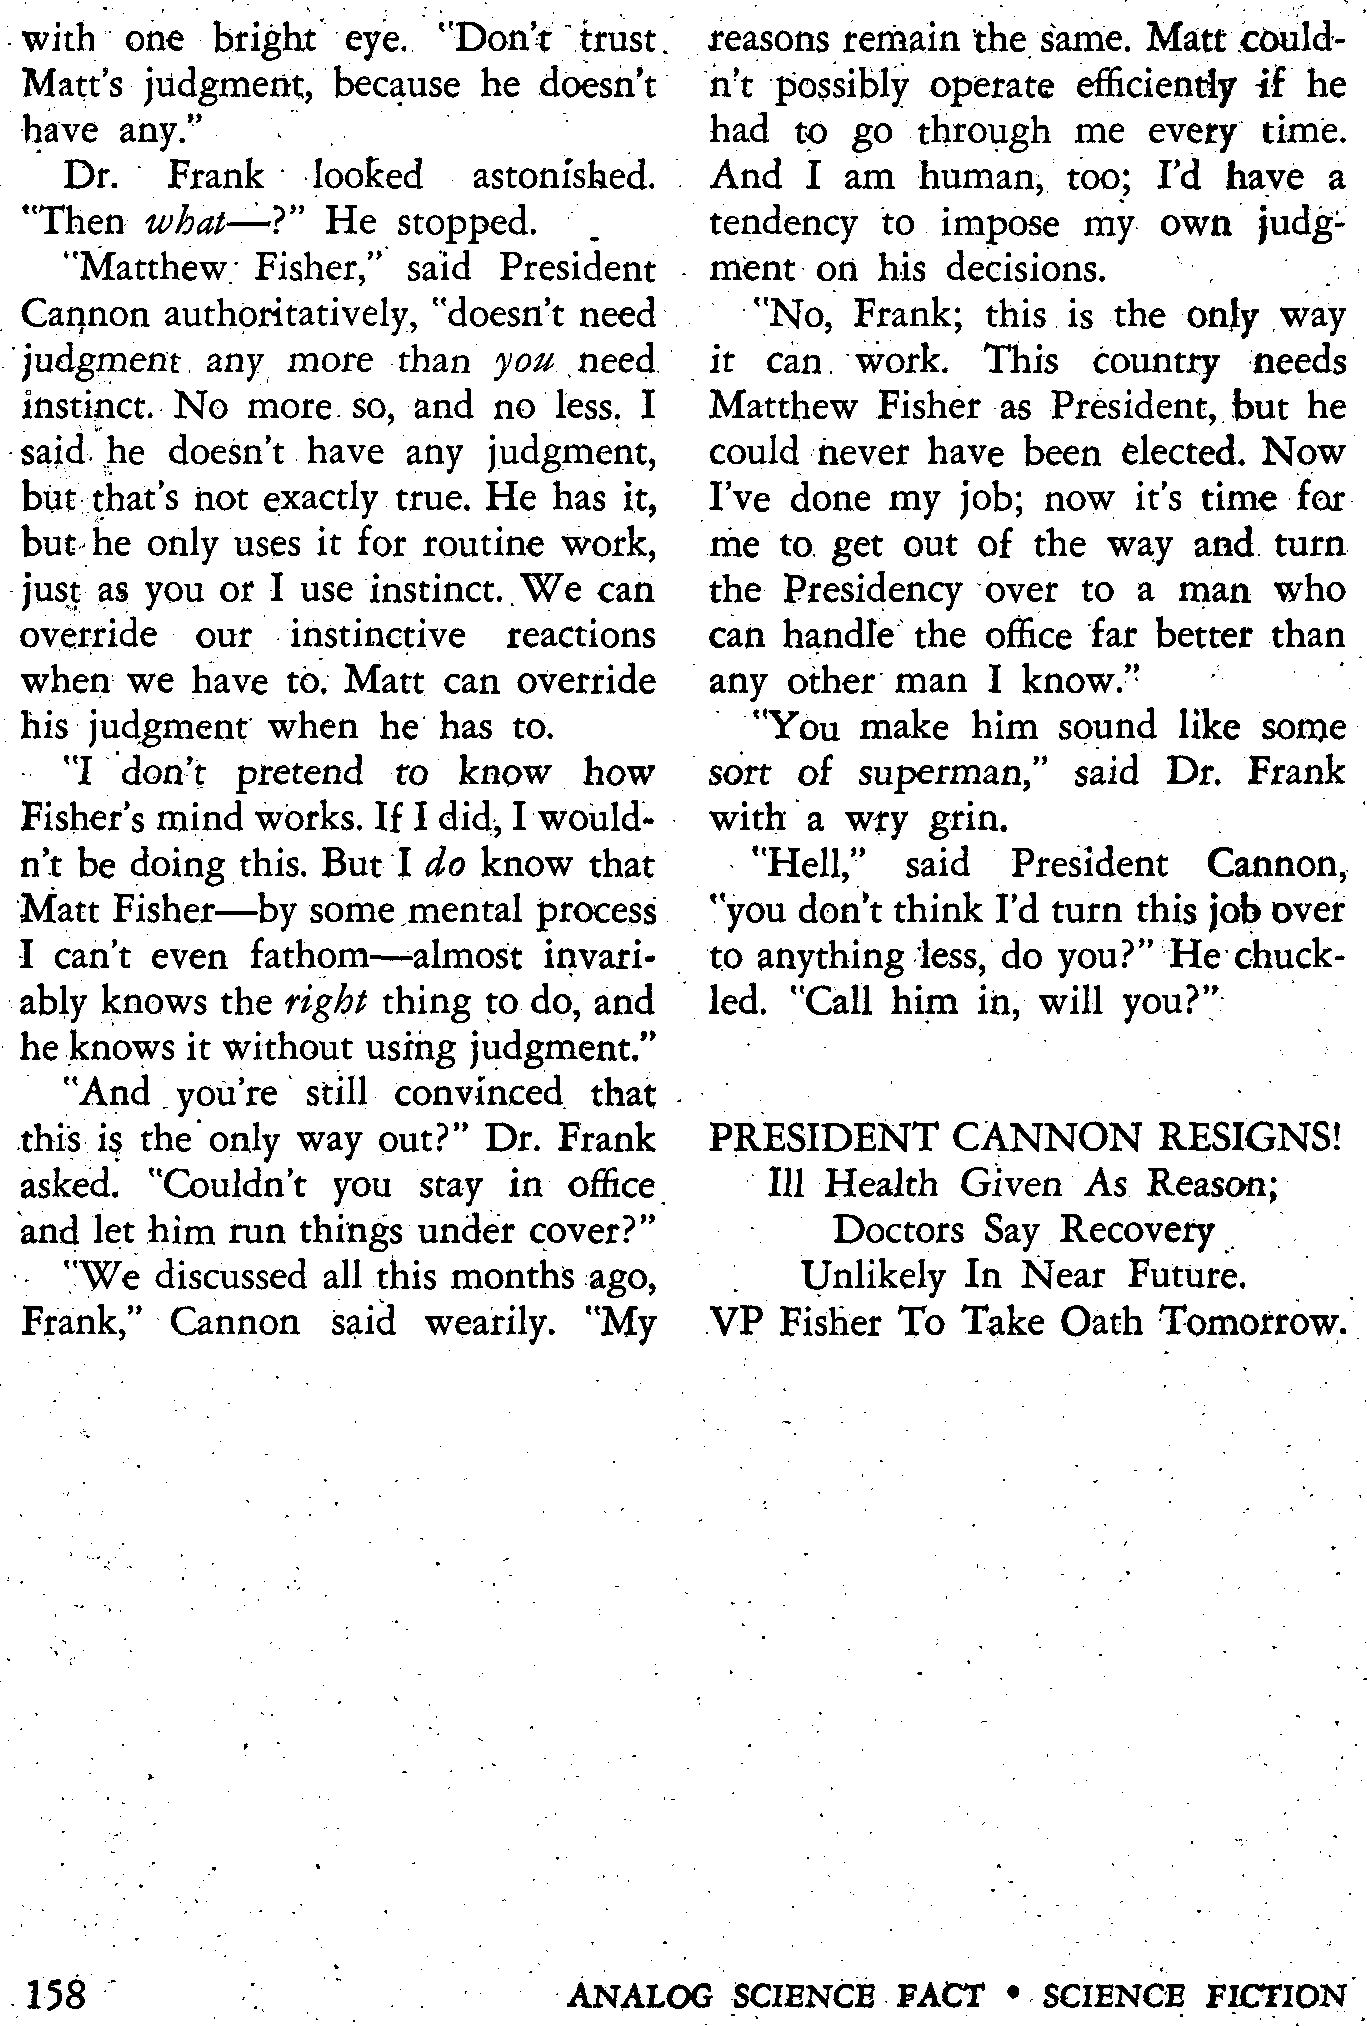 with one bright eye. "Don't trust
Matt's judgment, because he doesn't
have any."
Dr. Frank looked astonished.
"Then what—?" He stopped.
"Matthew Fisher," said President
Cannon authoritatively, "doesn't need
judgment any more than you need
instinct. No more so, and no less. I
said he doesn't have any judgment,
but that's not exactly true. He has it,
but he only uses it for routine work,
just as you or I use instinct. We can
override our instinctive reactions
when we have to. Matt can override
his judgment when he has to.
"I don't pretend to know how
Fisher's mind works. If I did, I would-
n't be doing this. But I do know that
Matt Fisher—by some mental process
I can't even fathom—almost invari-
ably knows the right thing to do, and
he knows it without using judgment."
"And you're still convinced that
this is the only way out?" Dr. Frank
asked. "Couldn't you stay in office
and let him run things under cover?"
"We discussed all this months ago,
Frank," Cannon said wearily. "My
reasons remain the same. Matt could-
n't possibly operate efficiently if he
had to go through me every time.
And I am human, too; I'd have a
tendency to impose my own judg-
ment on his decisions.
"No, Frank; this is the only way
it can work. This country needs
Matthew Fisher as President, but he
could never have been elected. Now
I've done my job; now it's time for
me to get out of the way and turn
the Presidency over to a man who
can handle the office far better than
any other man I know."
"You make him sound like some
sort of superman," said Dr. Frank
with a wry grin.
"Hell," said President Cannon,
"you don't think I'd turn this job over
to anything less, do you?" He chuck-
led. "Call him in, will you?"
PRESIDENT CANNON RESIGNS!
Ill Health Given As Reason;
Doctors Say Recovery
Unlikely In Near Future.
VP Fisher To Take Oath Tomorrow.
158
ANALOG SCIENCE FACT • SCIENCE FICTION